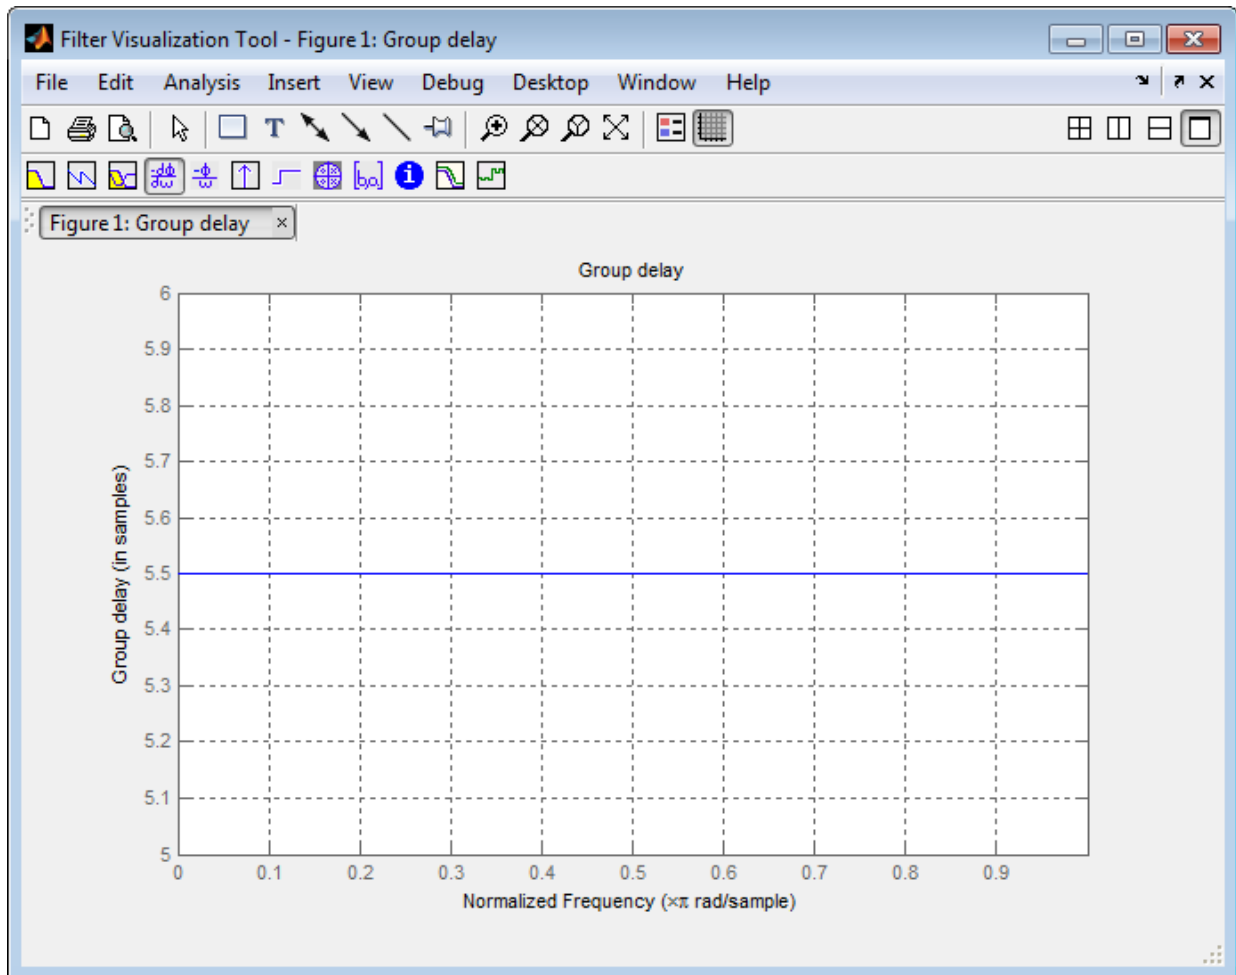 Filter Visualization Tool - Figure 1: Group delay
File Edit Analysis Insert View Debug Desktop Window Help
Figure 1: Group delay
Group delay
6
5.9
5.8
5.7
5.6
5.5
5.4
5.3
5.2
5.1
5
Group delay (in samples)
0 0.1 0.2 0.3 0.4 0.5 0.6 0.7 0.8 0.9
Normalized Frequency (×π rad/sample)